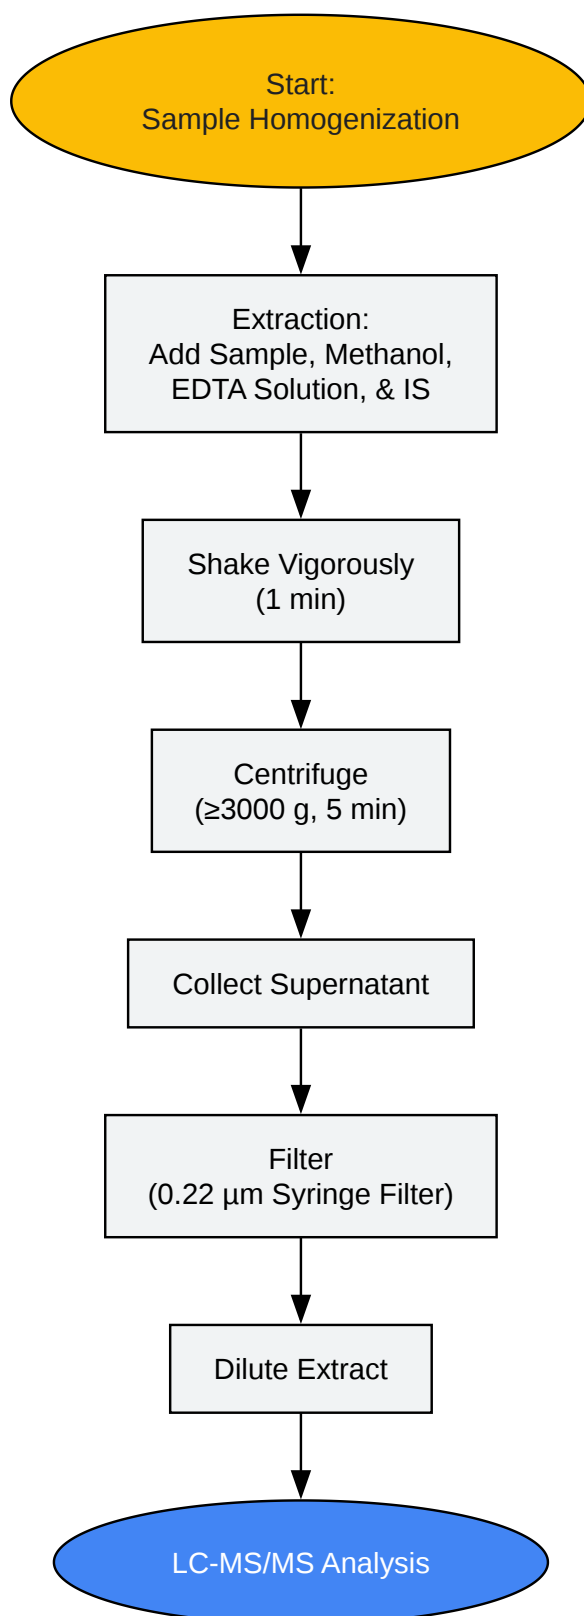 Start:
Sample Homogenization
Extraction:
Add Sample, Methanol,
EDTA Solution, & IS
Shake Vigorously
(1 min)
Centrifuge
(≥3000 g, 5 min)
Collect Supernatant
Filter
(0.22 µm Syringe Filter)
Dilute Extract
LC-MS/MS Analysis